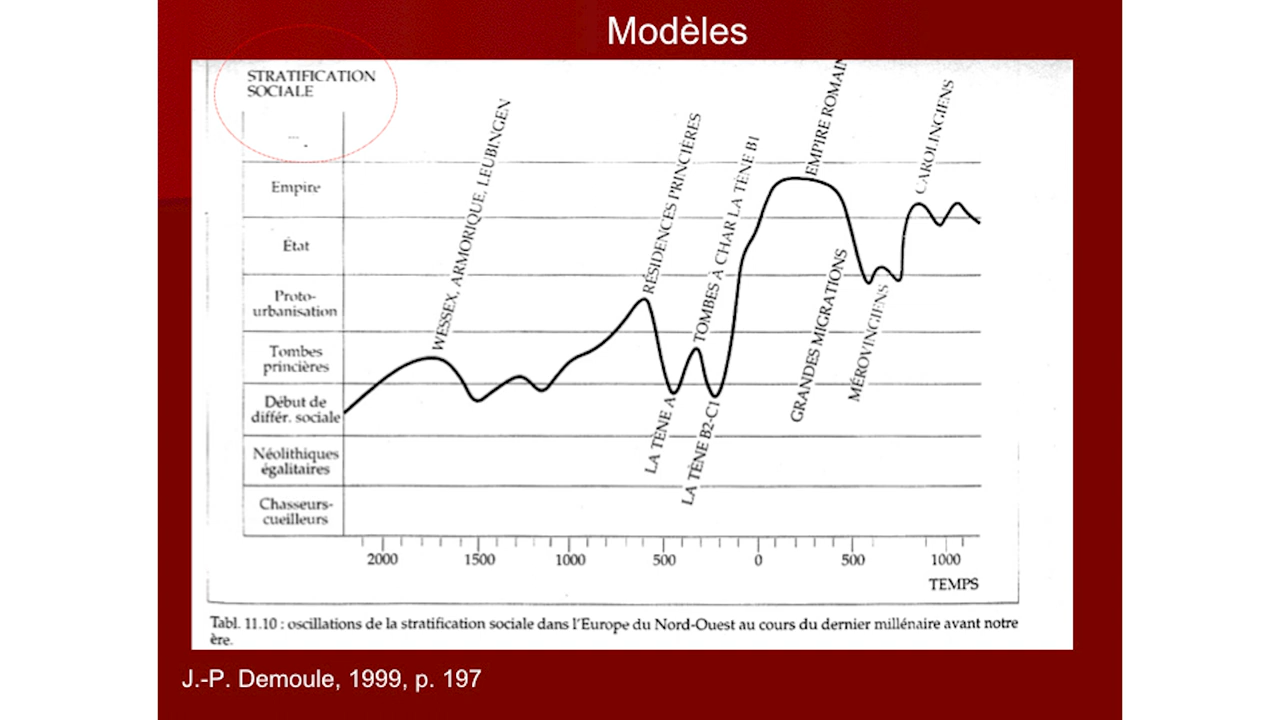 Modèles
STRATIFICATION
SOCIALE
...
Empire
État
Proto-
urbanisation
Tombes
princières
Début de
différ. sociale
Néolithiques
égalitaires
Chasseurs-
cueilleurs
WESSEX, ARMORIQUE, LEUBINGEN
RÉSIDENCES PRINCIÈRES
TOMBES À CHAR LA TÈNE B1
EMPIRE ROMAIN
CAROLINGIENS
LA TÈNE A
LA TÈNE B2-C1
GRANDES MIGRATIONS
MÉROVINGIENS
2000 1500 1000 500 0 500 1000
TEMPS
Tabl. 11.10 : oscillations de la stratification sociale dans l'Europe du Nord-Ouest au cours du dernier millénaire avant notre
ère.
J.-P. Demoule, 1999, p. 197